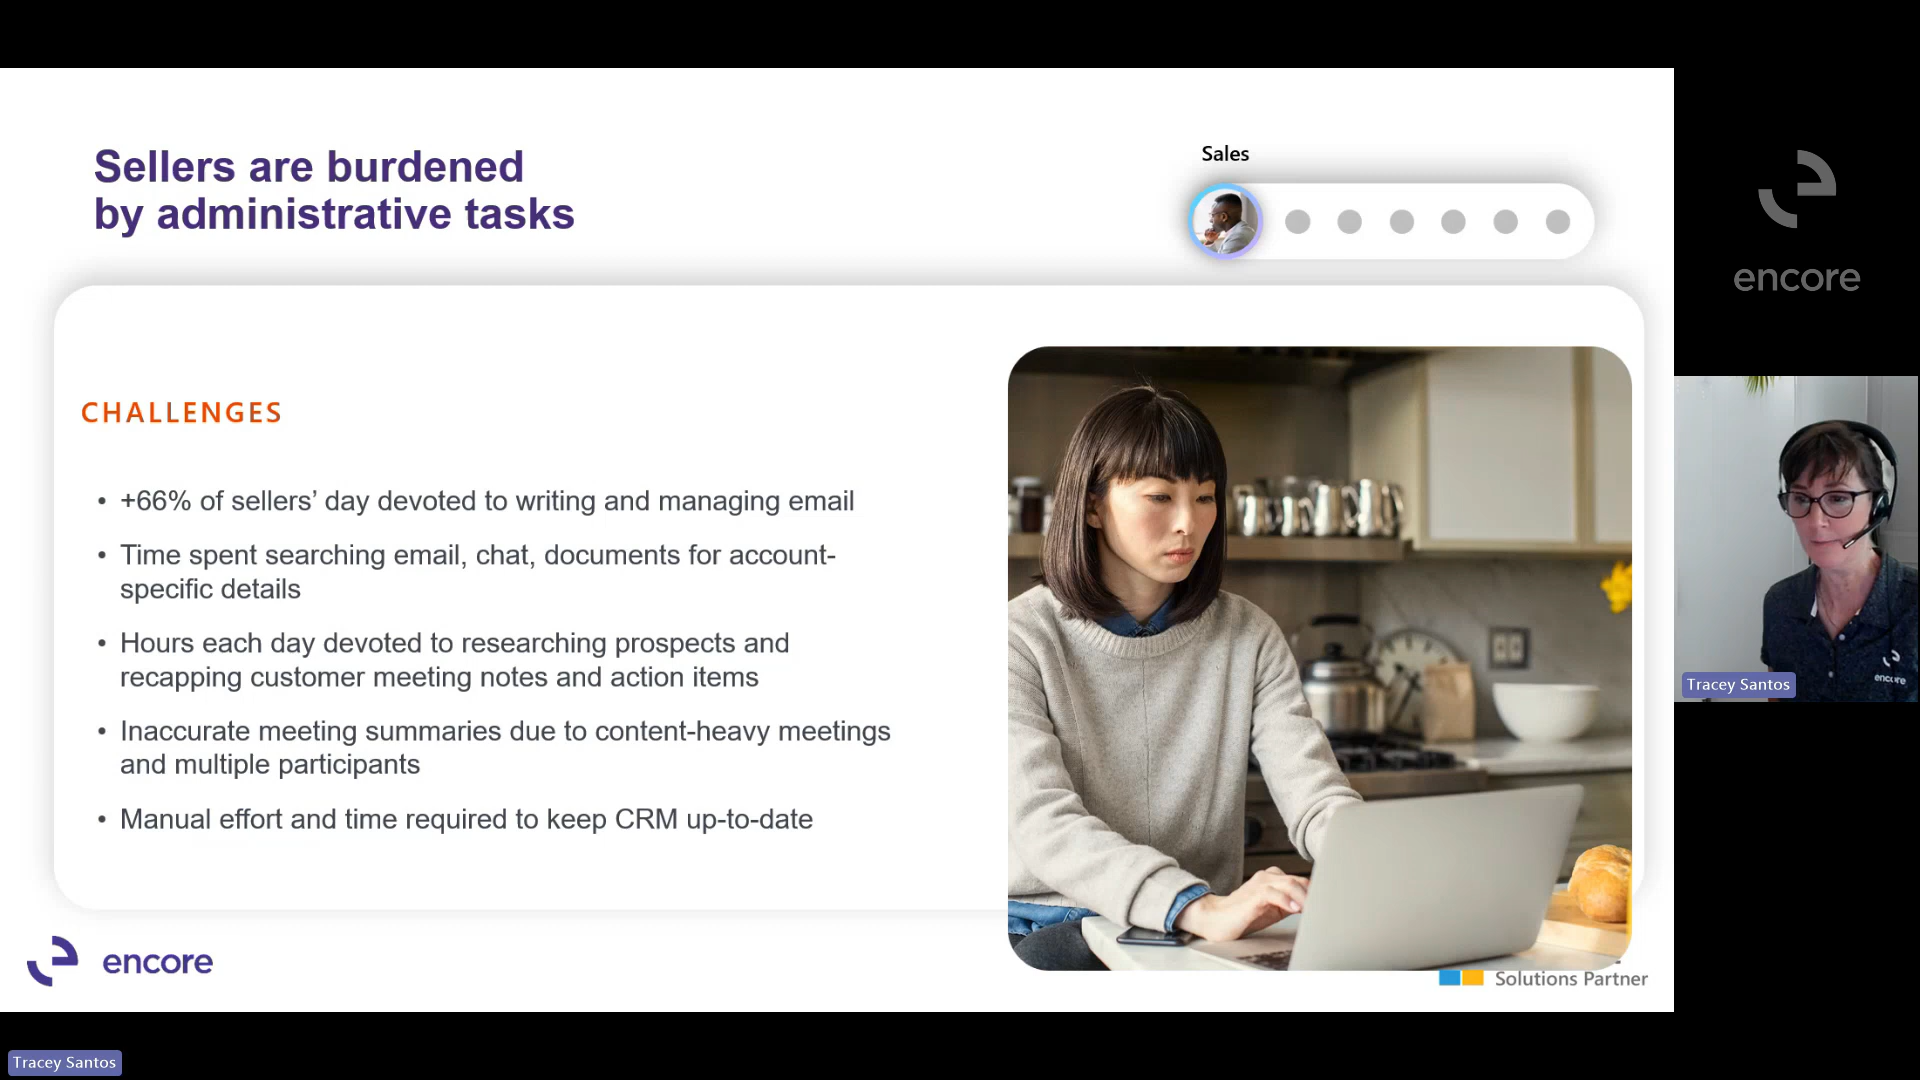 Sellers are burdened
by administrative tasks
Sales
CHALLENGES
• +66% of sellers’ day devoted to writing and managing email
• Time spent searching email, chat, documents for account-
specific details
• Hours each day devoted to researching prospects and
recapping customer meeting notes and action items
• Inaccurate meeting summaries due to content-heavy meetings
and multiple participants
• Manual effort and time required to keep CRM up-to-date
encore
Solutions Partner
encore
encore
Tracey Santos
Tracey Santos